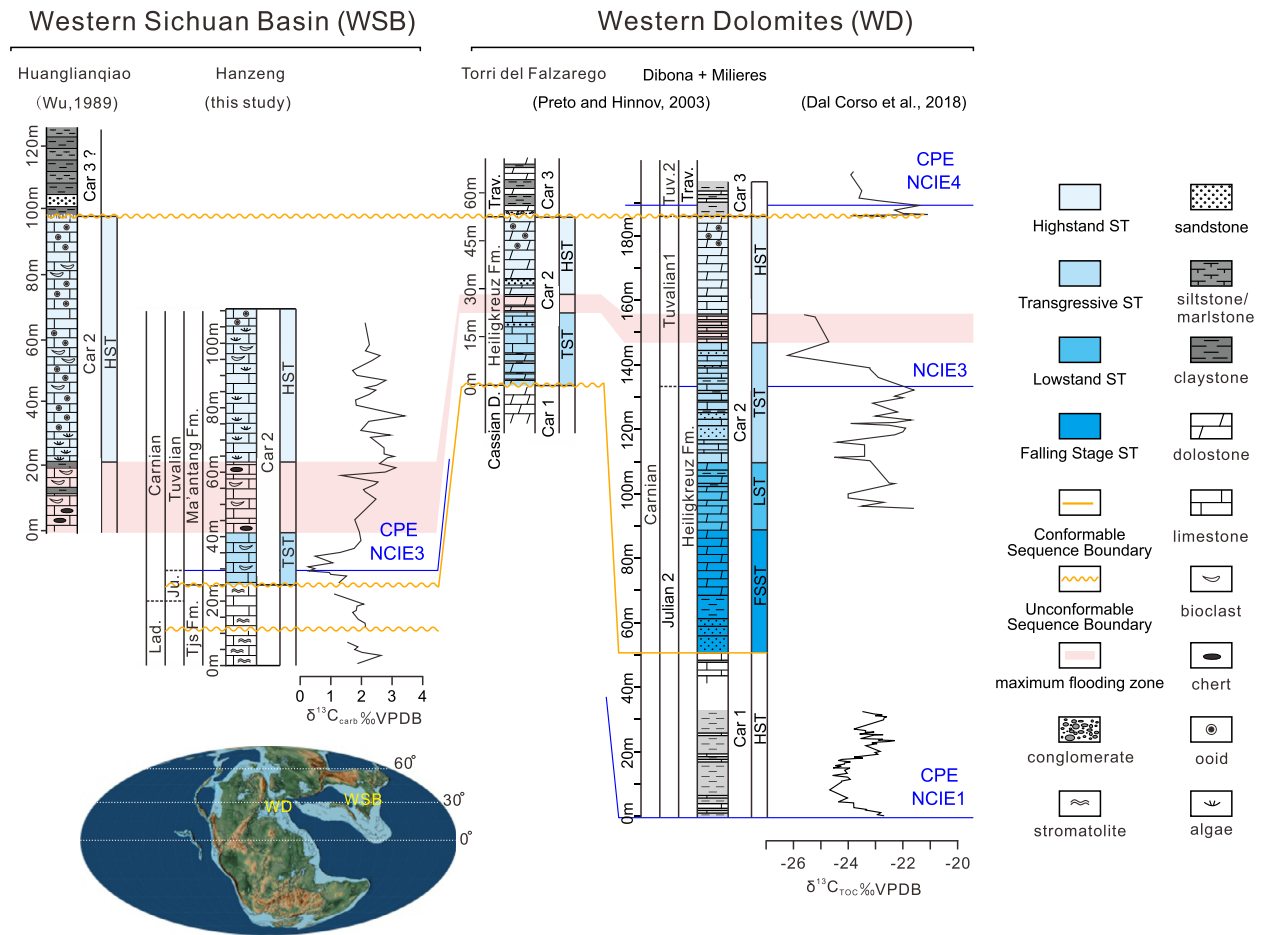 Western Sichuan Basin (WSB)
Western Dolomites (WD)
Huanglianqiao
(Wu,1989)
Hanzeng
(this study)
Torri del Falzarego
Dibona + Milieres
(Preto and Hinnov, 2003)
(Dal Corso et al., 2018)
120m
100m
80m
60m
40m
20m
0m
Car 3 ?
Car 2
HST
Carnian
Lad.
Tuvalian
Ju.
Ma'antang Fm.
Tjs Fm.
100m
80m
60m
40m
20m
0m
Car 2
HST
TST
CPE
NCIE3
0 1 2 3 4
δ¹³Ccarb‰VPDB
60m
45m
30m
15m
0m
Trav.
Heiligkreuz Fm.
Cassian D.
Car 3
Car 2
Car 1
HST
TST
180m
160m
140m
120m
100m
80m
60m
40m
20m
0m
Carnian
Tuv.2
Tuvalian1
Julian 2
Trav.
Heiligkreuz Fm.
Car 3
Car 2
Car 1
HST
TST
LST
FSST
HST
CPE
NCIE4
NCIE3
CPE
NCIE1
-26 -24 -22 -20
δ¹³CTOC‰VPDB
WD
WSB
60°
30°
0°
Highstand ST
sandstone
Transgressive ST
siltstone/
marlstone
Lowstand ST
claystone
Falling Stage ST
dolostone
Conformable
Sequence Boundary
limestone
Unconformable
Sequence Boundary
bioclast
maximum flooding zone
chert
conglomerate
ooid
stromatolite
algae